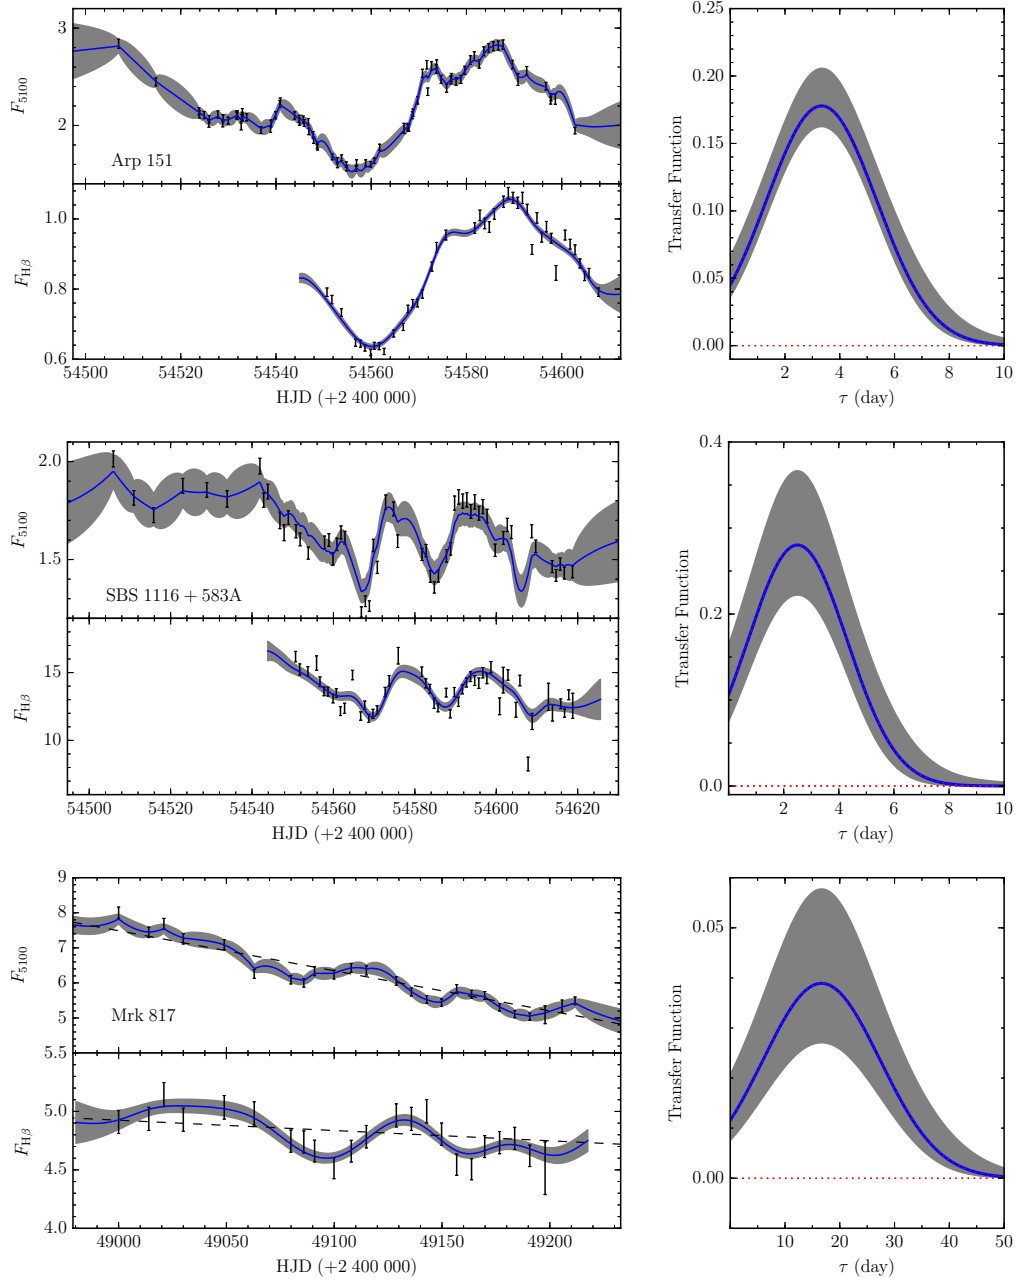 3
2
F5100
Arp 151
1.0
0.8
0.6
FHβ
54500 54520 54540 54560 54580 54600
HJD (+2 400 000)
0.25
0.20
0.15
0.10
0.05
0.00
Transfer Function
2 4 6 8 10
τ (day)
2.0
1.5
F5100
SBS 1116 + 583A
15
10
FHβ
54500 54520 54540 54560 54580 54600 54620
HJD (+2 400 000)
0.4
0.2
0.0
Transfer Function
2 4 6 8 10
τ (day)
9
8
7
6
5
F5100
Mrk 817
5.5
5.0
4.5
4.0
FHβ
49000 49050 49100 49150 49200
HJD (+2 400 000)
0.05
0.00
Transfer Function
10 20 30 40 50
τ (day)